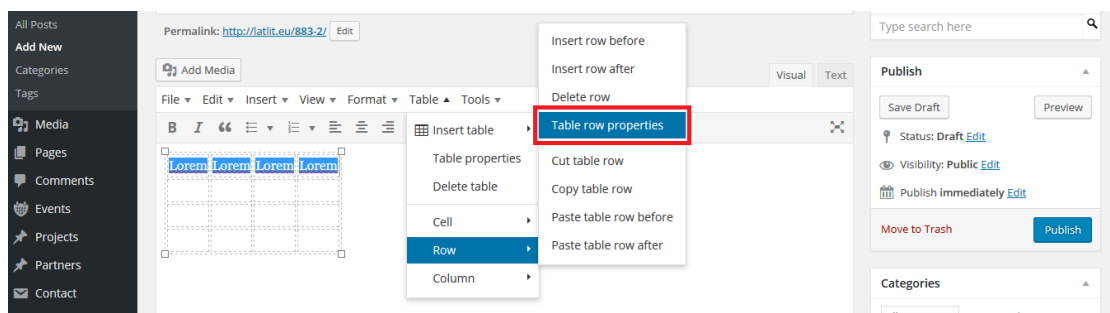 All Posts
Add New
Categories
Tags
Media
Pages
Comments
Events
Projects
Partners
Contact
Permalink: http://latlit.eu/883-2/ Edit
Add Media
Visual Text
File Edit Insert View Format Table Tools
B I
Lorem Lorem Lorem Lorem
Insert table
Table properties
Delete table
Cell
Row
Column
Insert row before
Insert row after
Delete row
Table row properties
Cut table row
Copy table row
Paste table row before
Paste table row after
Type search here
Publish
Save Draft Preview
Status: Draft Edit
Visibility: Public Edit
Publish immediately Edit
Move to Trash Publish
Categories